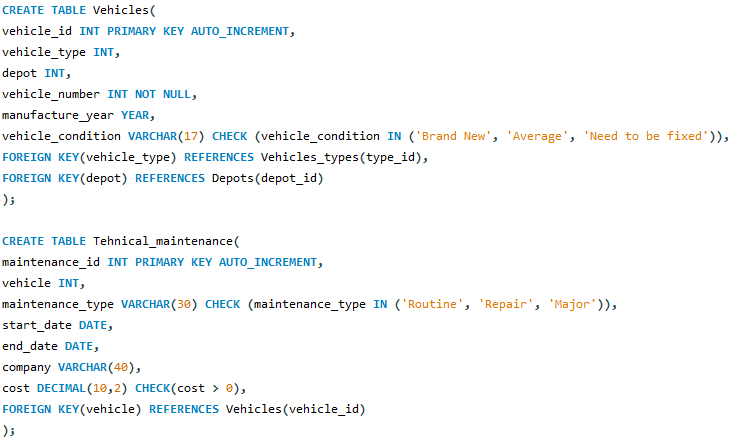 CREATE TABLE Vehicles(
vehicle_id INT PRIMARY KEY AUTO_INCREMENT,
vehicle_type INT,
depot INT,
vehicle_number INT NOT NULL,
manufacture_year YEAR,
vehicle_condition VARCHAR(17) CHECK (vehicle_condition IN ('Brand New', 'Average', 'Need to be fixed')),
FOREIGN KEY(vehicle_type) REFERENCES Vehicles_types(type_id),
FOREIGN KEY(depot) REFERENCES Depots(depot_id)
);
CREATE TABLE Tehnical_maintenance(
maintenance_id INT PRIMARY KEY AUTO_INCREMENT,
vehicle INT,
maintenance_type VARCHAR(30) CHECK (maintenance_type IN ('Routine', 'Repair', 'Major')),
start_date DATE,
end_date DATE,
company VARCHAR(40),
cost DECIMAL(10,2) CHECK(cost > 0),
FOREIGN KEY(vehicle) REFERENCES Vehicles(vehicle_id)
);